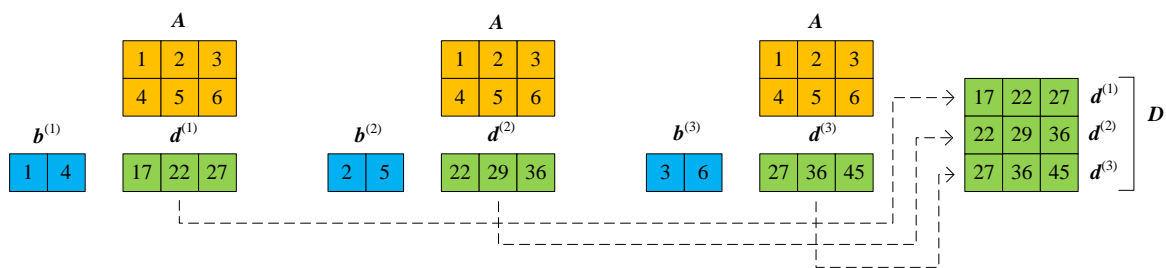 A A A
1 2 3 1 2 3 1 2 3
4 5 6 4 5 6 4 5 6
17 22 27 d(1)
22 29 36 d(2) D
27 36 45 d(3)
b(1) d(1) b(2) d(2) b(3) d(3)
1 4 17 22 27 2 5 22 29 36 3 6 27 36 45